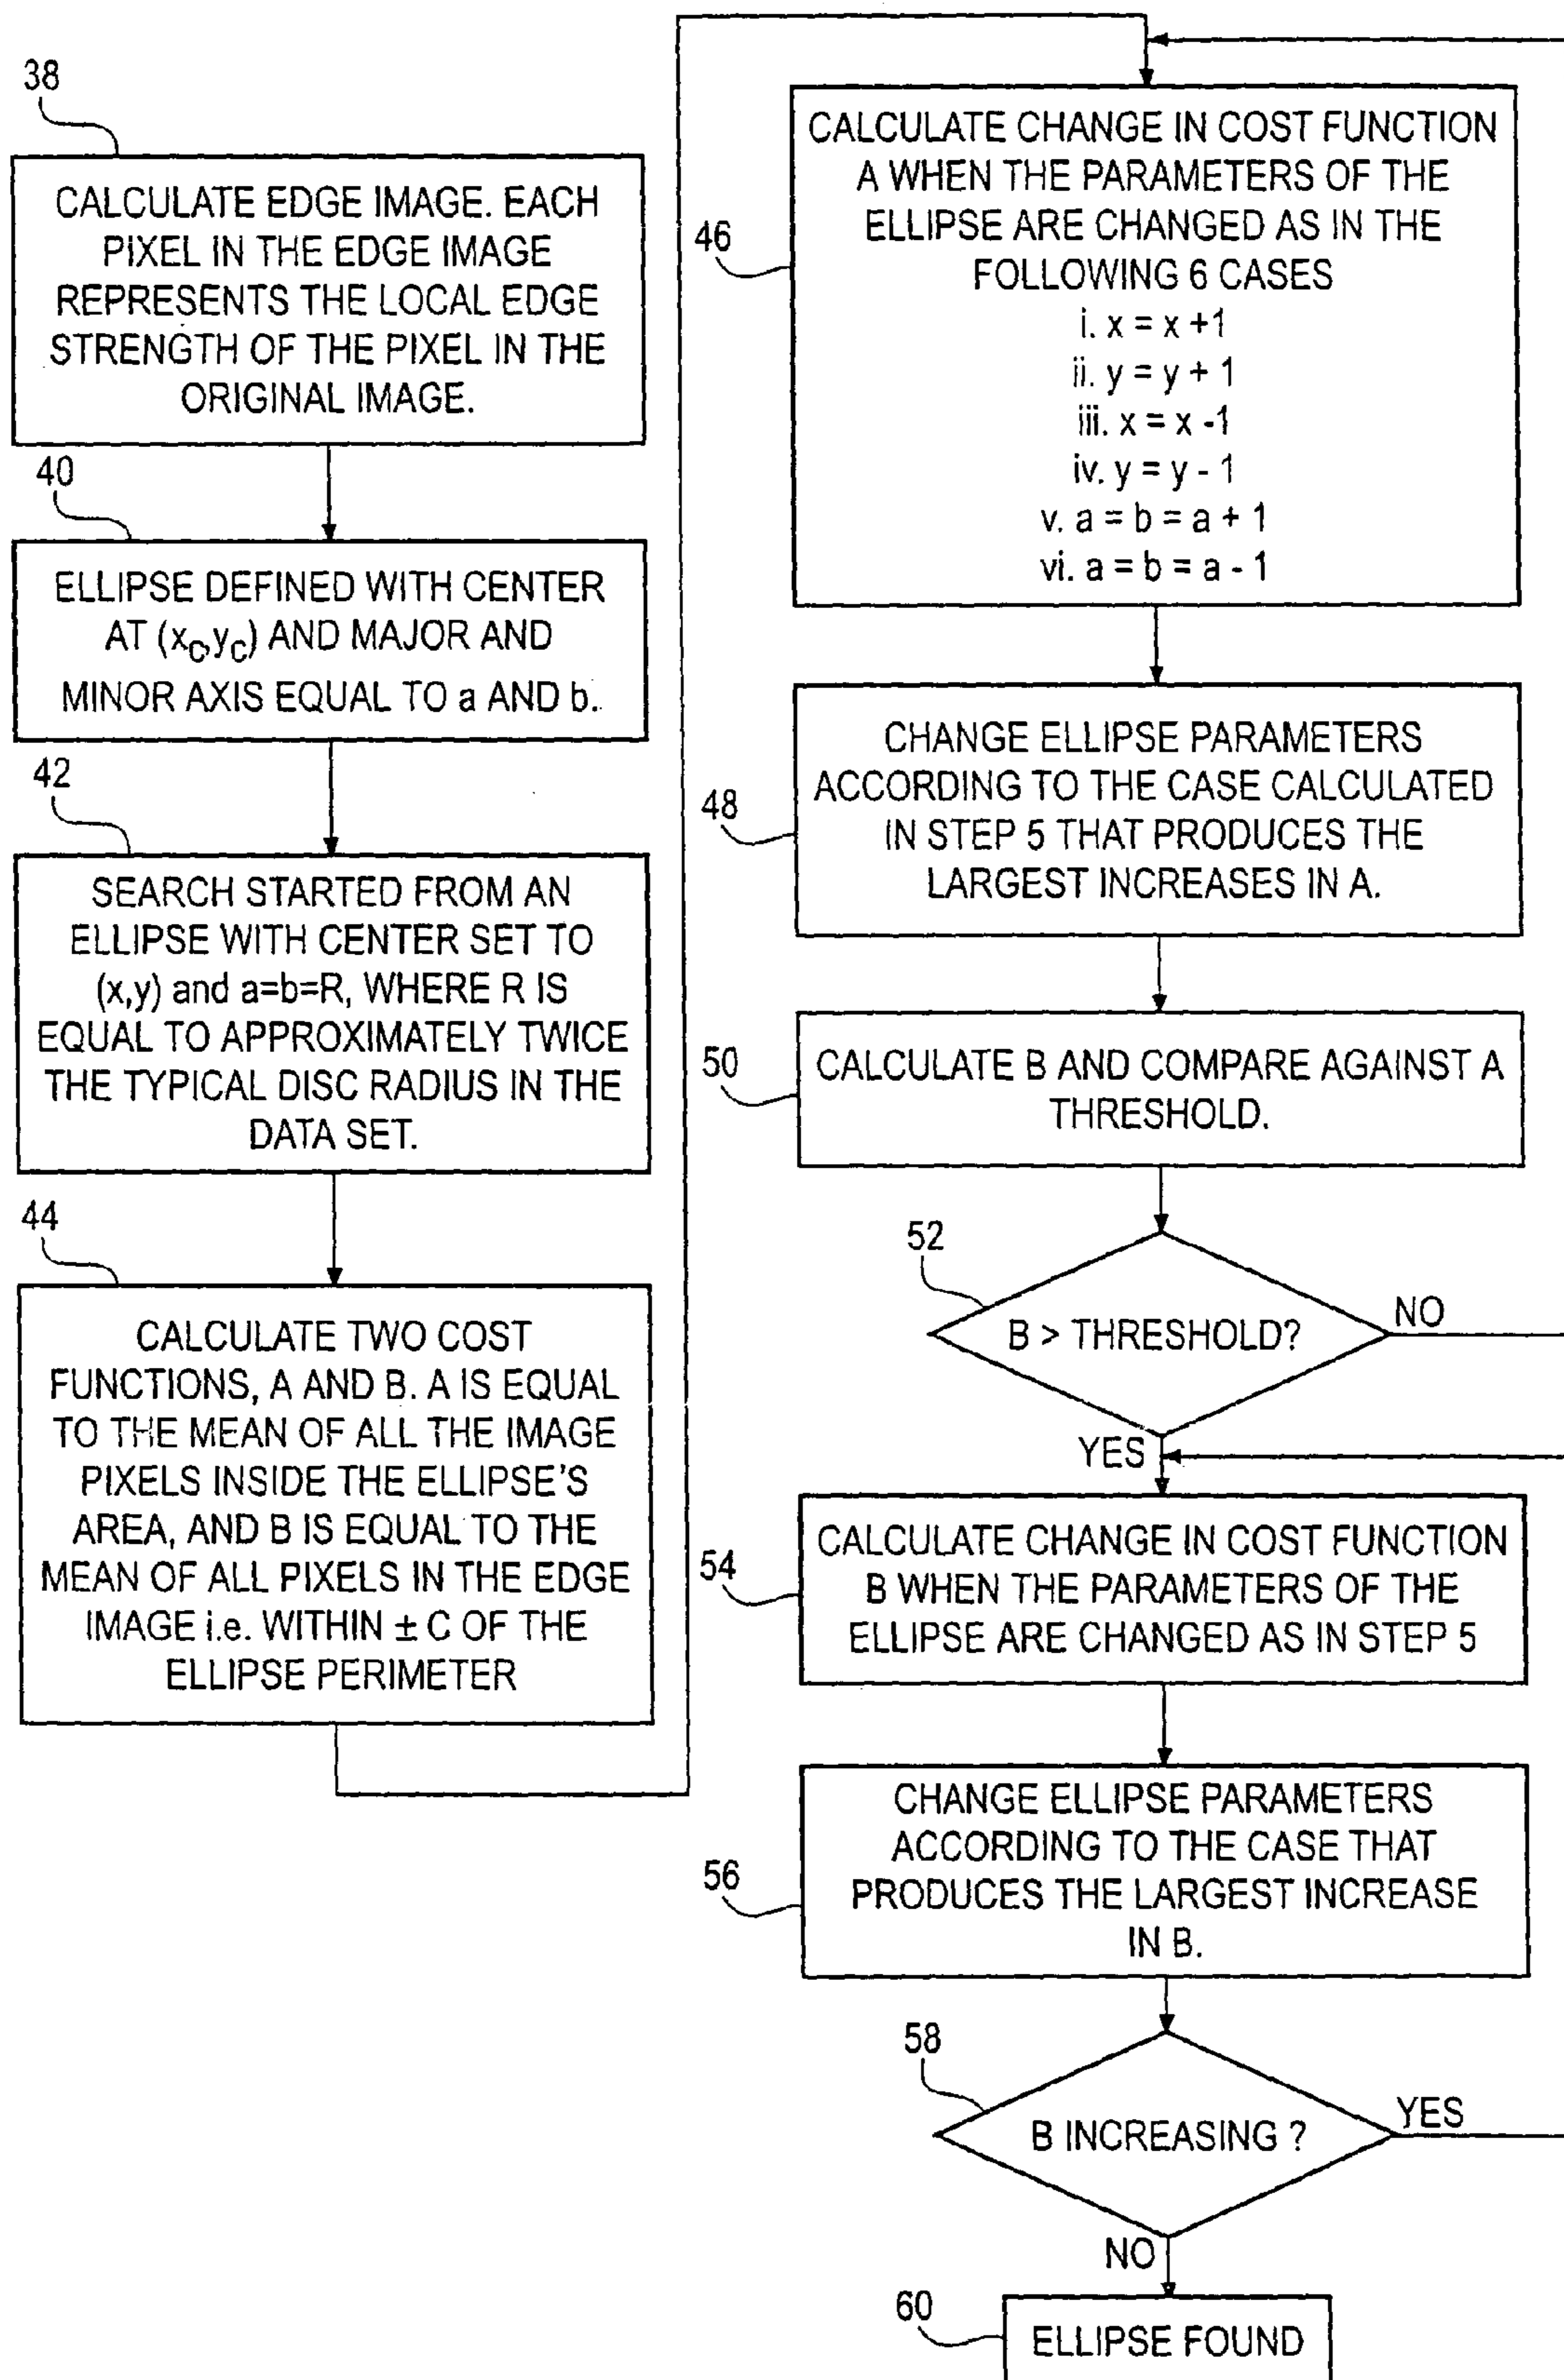 38
CALCULATE EDGE IMAGE. EACH
PIXEL IN THE EDGE IMAGE
REPRESENTS THE LOCAL EDGE
STRENGTH OF THE PIXEL IN THE
ORIGINAL IMAGE.
40
ELLIPSE DEFINED WITH CENTER
AT (xC,yC) AND MAJOR AND
MINOR AXIS EQUAL TO a AND b.
42
SEARCH STARTED FROM AN
ELLIPSE WITH CENTER SET TO
(x,y) and a=b=R, WHERE R IS
EQUAL TO APPROXIMATELY TWICE
THE TYPICAL DISC RADIUS IN THE
DATA SET.
44
CALCULATE TWO COST
FUNCTIONS, A AND B. A IS EQUAL
TO THE MEAN OF ALL THE IMAGE
PIXELS INSIDE THE ELLIPSE'S
AREA, AND B IS EQUAL TO THE
MEAN OF ALL PIXELS IN THE EDGE
IMAGE i.e. WITHIN ± C OF THE
ELLIPSE PERIMETER
46
CALCULATE CHANGE IN COST FUNCTION
A WHEN THE PARAMETERS OF THE
ELLIPSE ARE CHANGED AS IN THE
FOLLOWING 6 CASES
i. x = x +1
ii. y = y + 1
iii. x = x -1
iv. y = y - 1
v. a = b = a + 1
vi. a = b = a - 1
48
CHANGE ELLIPSE PARAMETERS
ACCORDING TO THE CASE CALCULATED
IN STEP 5 THAT PRODUCES THE
LARGEST INCREASES IN A.
50
CALCULATE B AND COMPARE AGAINST A
THRESHOLD.
52
B > THRESHOLD?
NO
YES
54
CALCULATE CHANGE IN COST FUNCTION
B WHEN THE PARAMETERS OF THE
ELLIPSE ARE CHANGED AS IN STEP 5
56
CHANGE ELLIPSE PARAMETERS
ACCORDING TO THE CASE THAT
PRODUCES THE LARGEST INCREASE
IN B.
58
B INCREASING ?
YES
NO
60
ELLIPSE FOUND